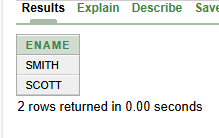 Results Explain Describe Save
ENAME
SMITH
SCOTT
2 rows returned in 0.00 seconds